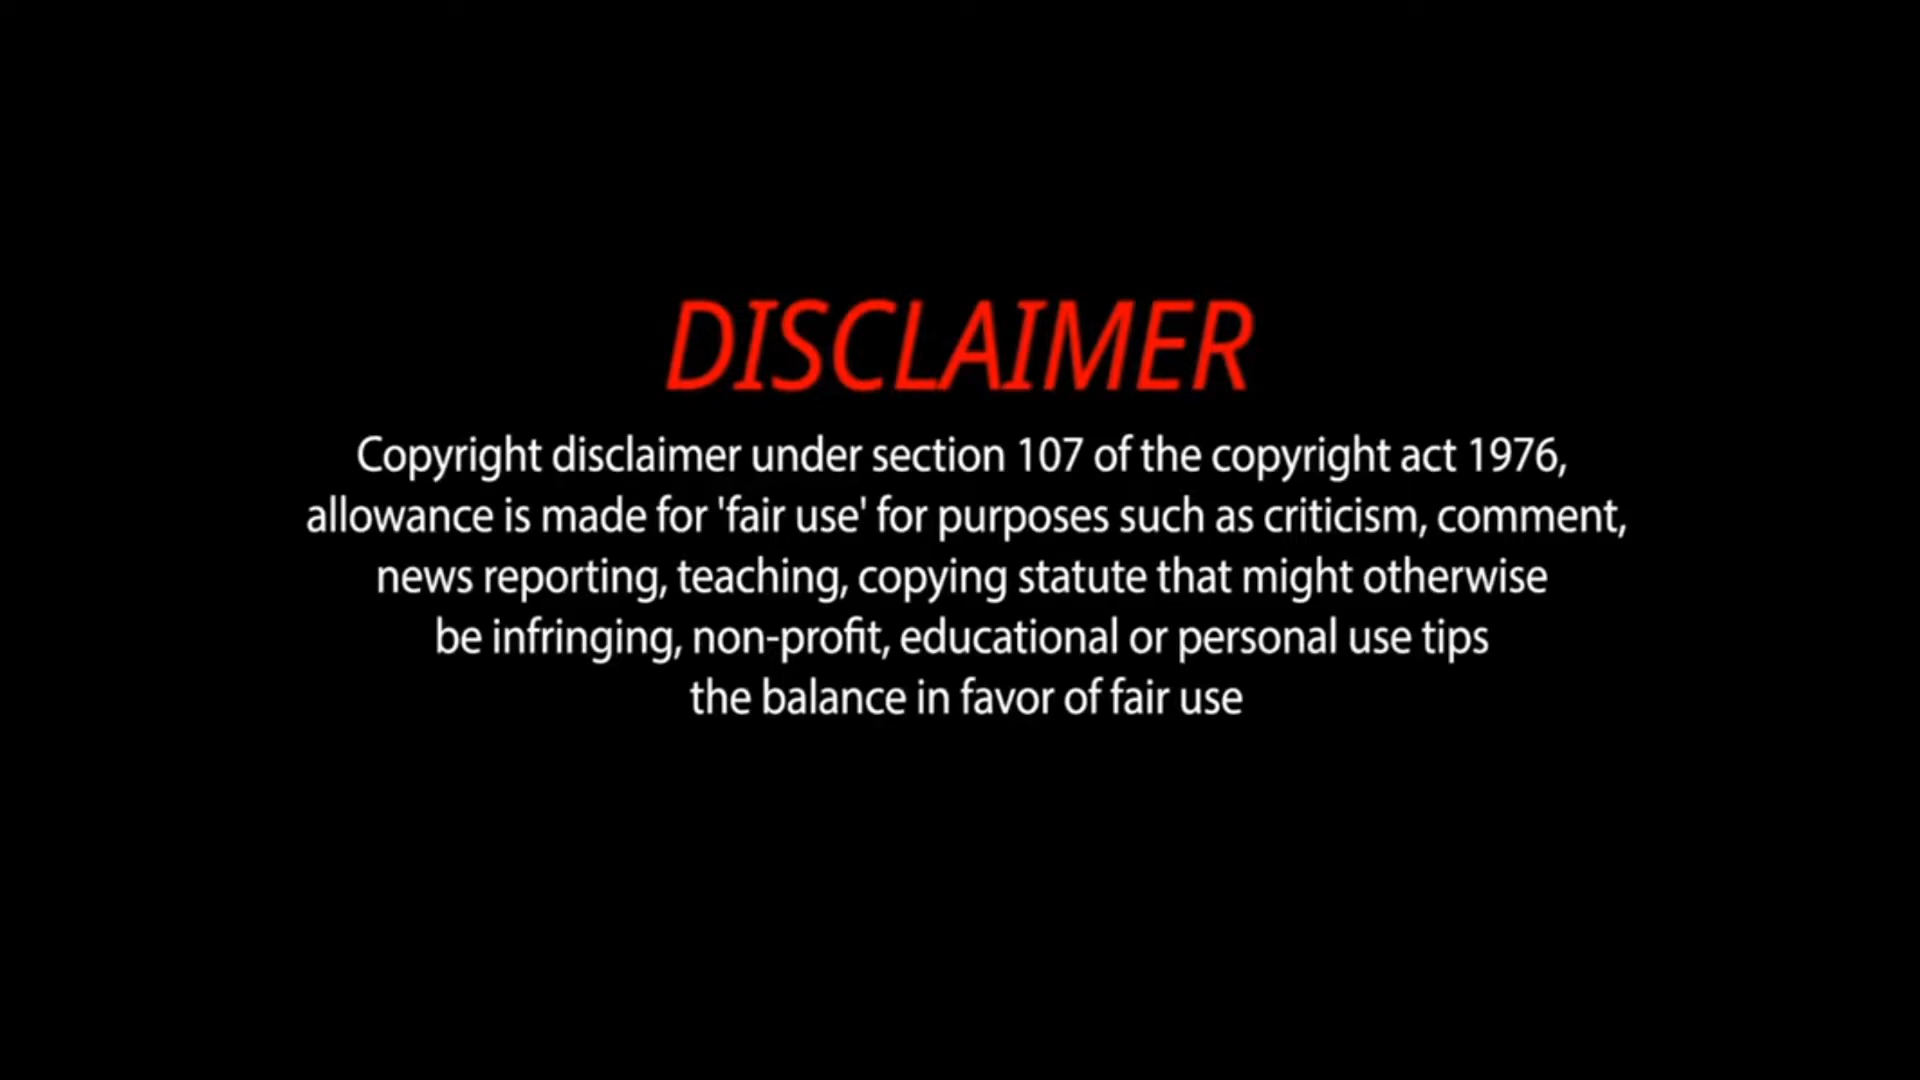 DISCLAIMER
Copyright disclaimer under section 107 of the copyright act 1976,
allowance is made for 'fair use' for purposes such as criticism, comment,
news reporting, teaching, copying statute that might otherwise
be infringing, non-profit, educational or personal use tips
the balance in favor of fair use